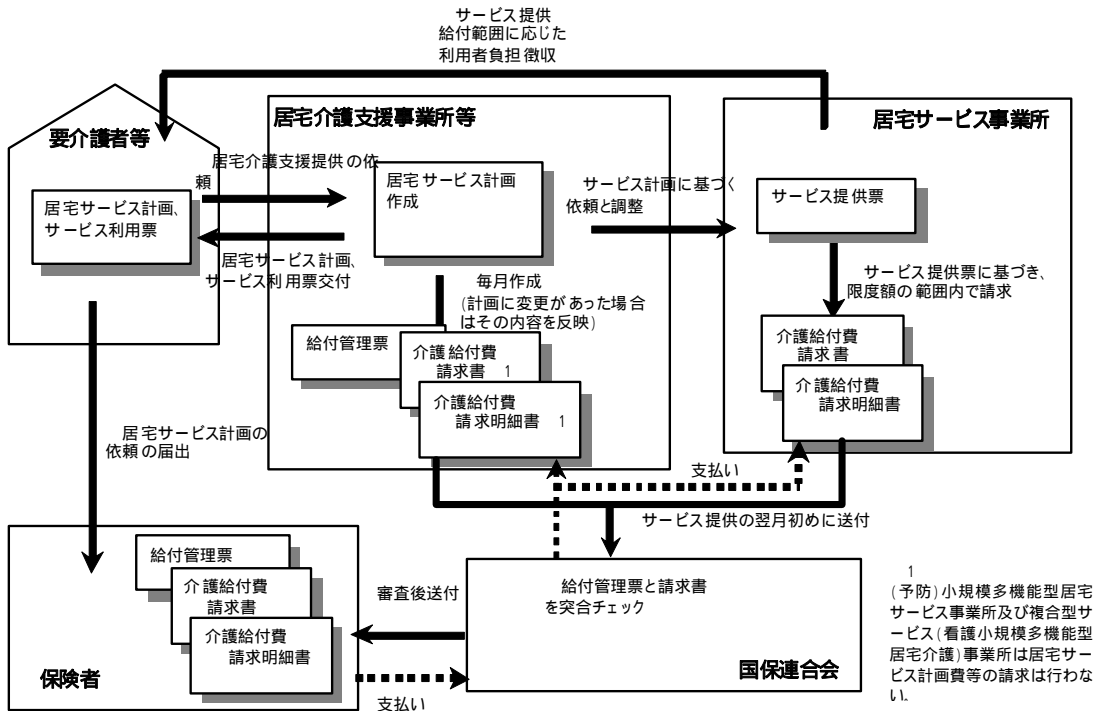 サービス提供
給付範囲に応じた
利用者負担徴収
要介護者等
居宅介護支援事業所等
居宅サービス事業所
居宅介護支援提供の依
頼
居宅サービス計画、
サービス利用票
居宅サービス計画
作成
サービス計画に基づく
依頼と調整
サービス提供票
居宅サービス計画、
サービス利用票交付
毎月作成
(計画に変更があった場合
はその内容を反映)
サービス提供票に基づき、
限度額の範囲内で請求
給付管理票
介護給付費
請求書 1
介護給付費
請求明細書 1
介護給付費
請求書
介護給付費
請求明細書
居宅サービス計画の
依頼の届出
支払い
サービス提供の翌月初めに送付
給付管理票
介護給付費
請求書
介護給付費
請求明細書
保険者
審査後送付
支払い
給付管理票と請求書
を突合チェック
国保連合会
1
(予防)小規模多機能型居宅
サービス事業所及び複合型サ
ービス(看護小規模多機能型
居宅介護)事業所は居宅サー
ビス計画費等の請求は行わな
い。